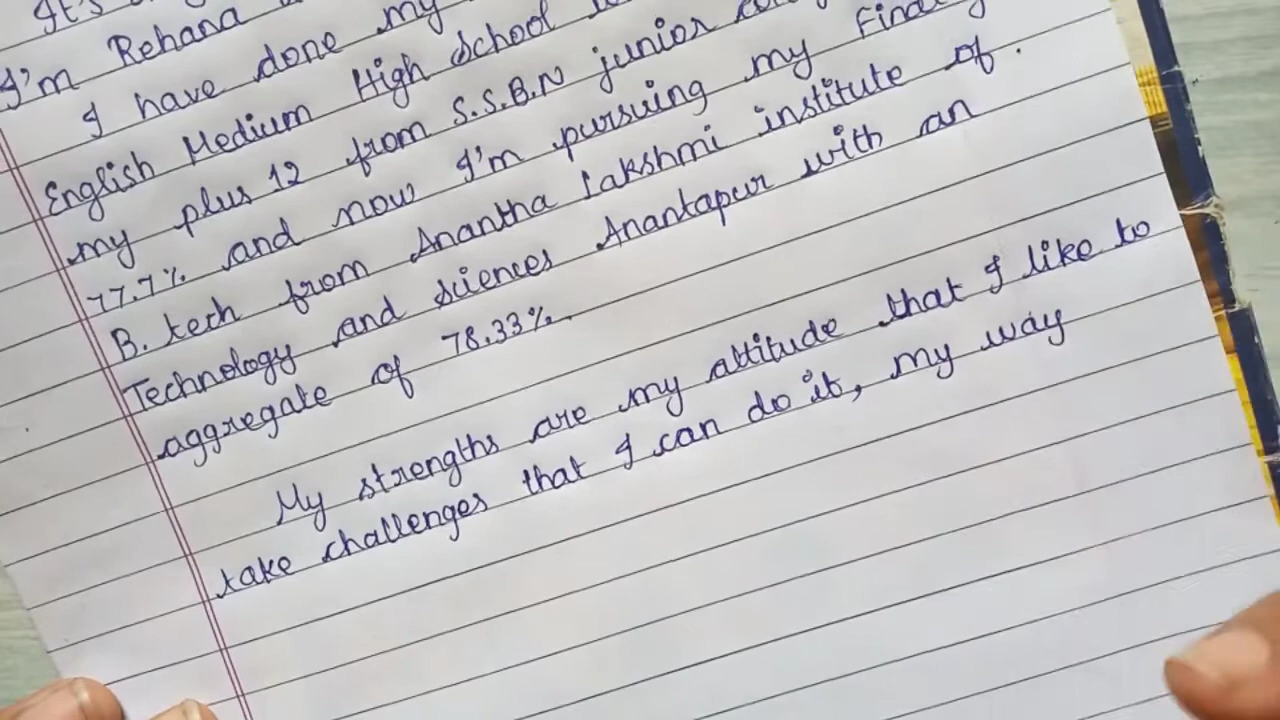 It's
I'm Rehana
I have done my
English Medium High School
my plus 12 from S.S.B.N junior
77.7% and now I'm pursuing my Final
B. tech from Anantha Lakshmi institute of
Technology and sciences Anantapur with an
aggregate of 78.33%.
My strengths are my attitude that I like to
take challenges that I can do it, my way